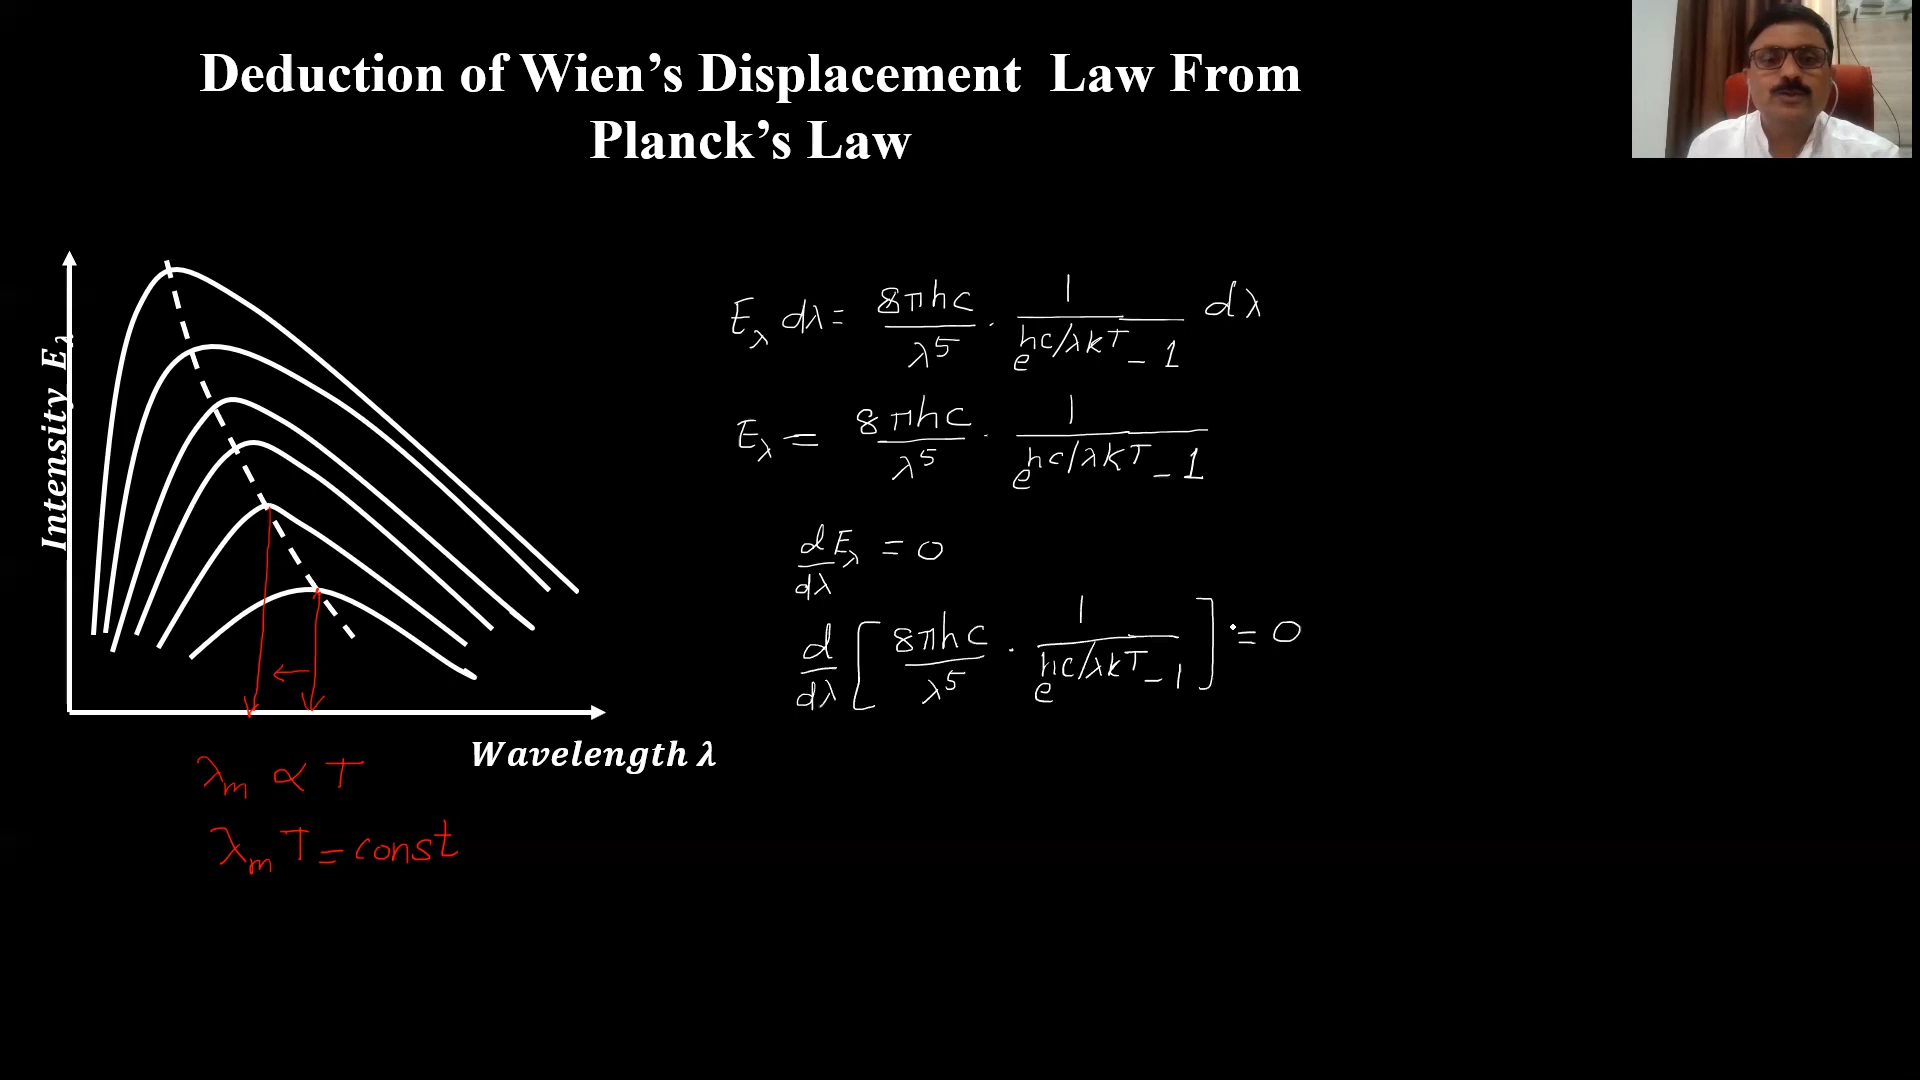 Deduction of Wien’s Displacement Law From
Planck’s Law
Intensity E_λ
Wavelength λ
λ_m ∝ T
λ_m T = const
E_λ dλ = 8πhc/λ^5 · 1/(e^(hc/λkT) - 1) dλ
E_λ = 8πhc/λ^5 · 1/(e^(hc/λkT) - 1)
d/dλ E_λ = 0
d/dλ [8πhc/λ^5 · 1/(e^(hc/λkT) - 1)] = 0